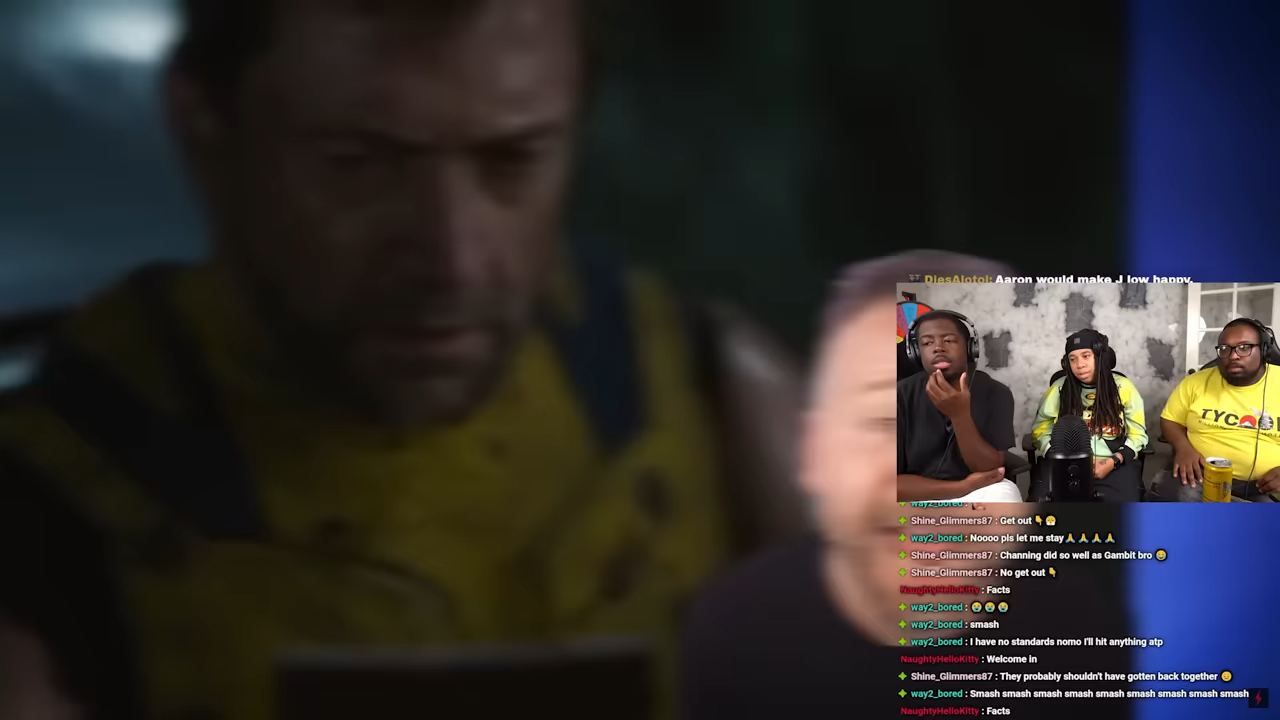 DiesAlotol: Aaron would make J low happy.
TYCOON
way2_bored :
Shine_Glimmers87 : Get out 👇😤
way2_bored : Noooo pls let me stay🙏🙏🙏🙏
Shine_Glimmers87 : Channing did so well as Gambit bro 😄
Shine_Glimmers87 : No get out 👇
NaughtyHelloKitty : Facts
way2_bored : 😭😭😭
way2_bored : smash
way2_bored : I have no standards nomo I'll hit anything atp
NaughtyHelloKitty : Welcome in
Shine_Glimmers87 : They probably shouldn't have gotten back together 😑
way2_bored : Smash smash smash smash smash smash smash smash smash
NaughtyHelloKitty : Facts